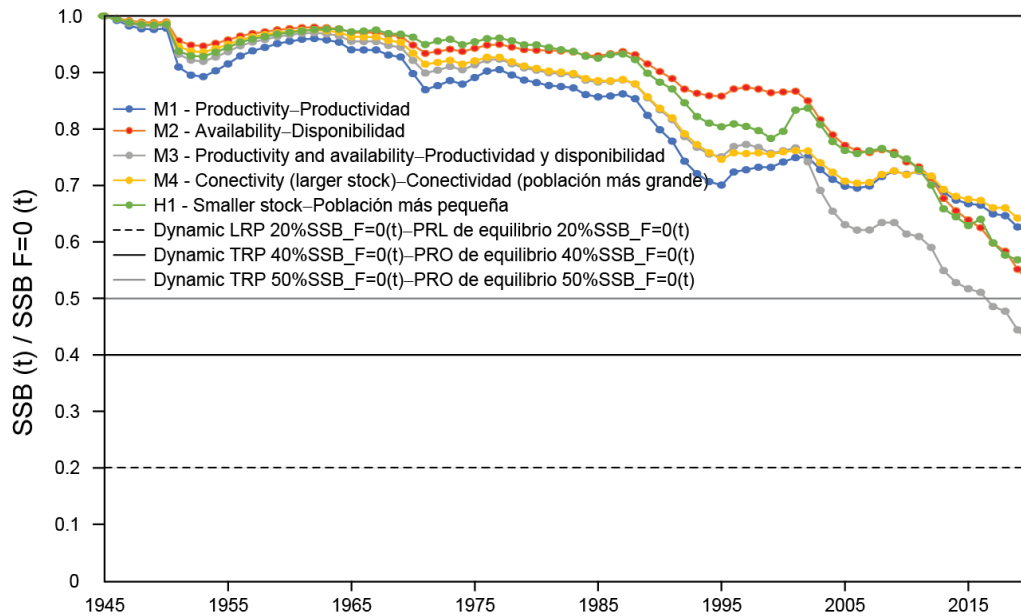 SSB (t) / SSB F=0 (t)
1.0
0.9
0.8
0.7
0.6
0.5
0.4
0.3
0.2
0.1
0
M1 - Productivity–Productividad
M2 - Availability–Disponibilidad
M3 - Productivity and availability–Productividad y disponibilidad
M4 - Conectivity (larger stock)–Conectividad (población más grande)
H1 - Smaller stock–Población más pequeña
Dynamic LRP 20%SSB_F=0(t)–PRL de equilibrio 20%SSB_F=0(t)
Dynamic TRP 40%SSB_F=0(t)–PRO de equilibrio 40%SSB_F=0(t)
Dynamic TRP 50%SSB_F=0(t)–PRO de equilibrio 50%SSB_F=0(t)
1945 1955 1965 1975 1985 1995 2005 2015